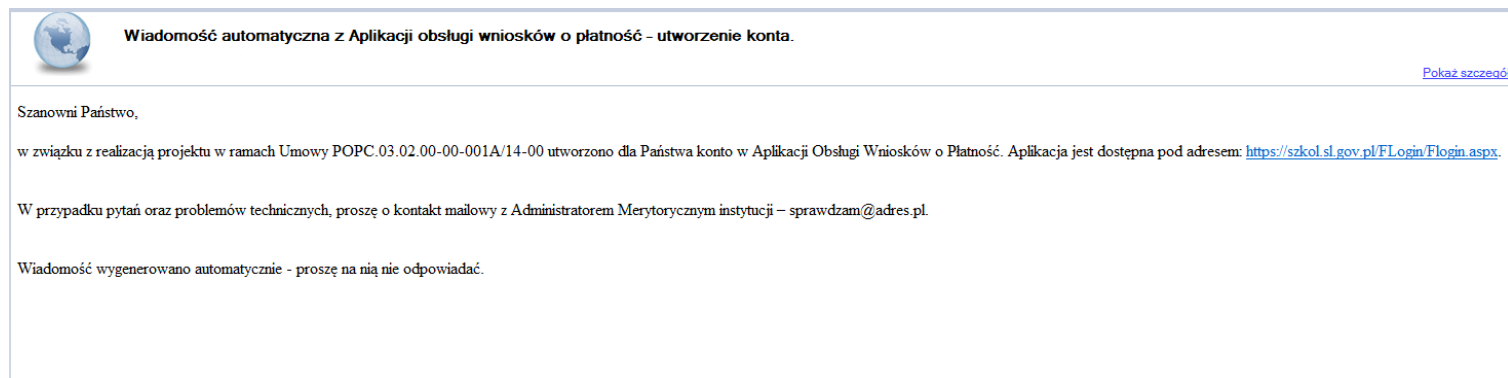 Wiadomość automatyczna z Aplikacji obsługi wniosków o płatność - utworzenie konta.
Pokaż szczegó
Szanowni Państwo,
w związku z realizacją projektu w ramach Umowy POPC.03.02.00-00-001A/14-00 utworzono dla Państwa konto w Aplikacji Obsługi Wniosków o Płatność. Aplikacja jest dostępna pod adresem: https://szkol.sl.gov.pl/FLogin/Flogin.aspx.
W przypadku pytań oraz problemów technicznych, proszę o kontakt mailowy z Administratorem Merytorycznym instytucji – sprawdzam@adres.pl.
Wiadomość wygenerowano automatycznie - proszę na nią nie odpowiadać.